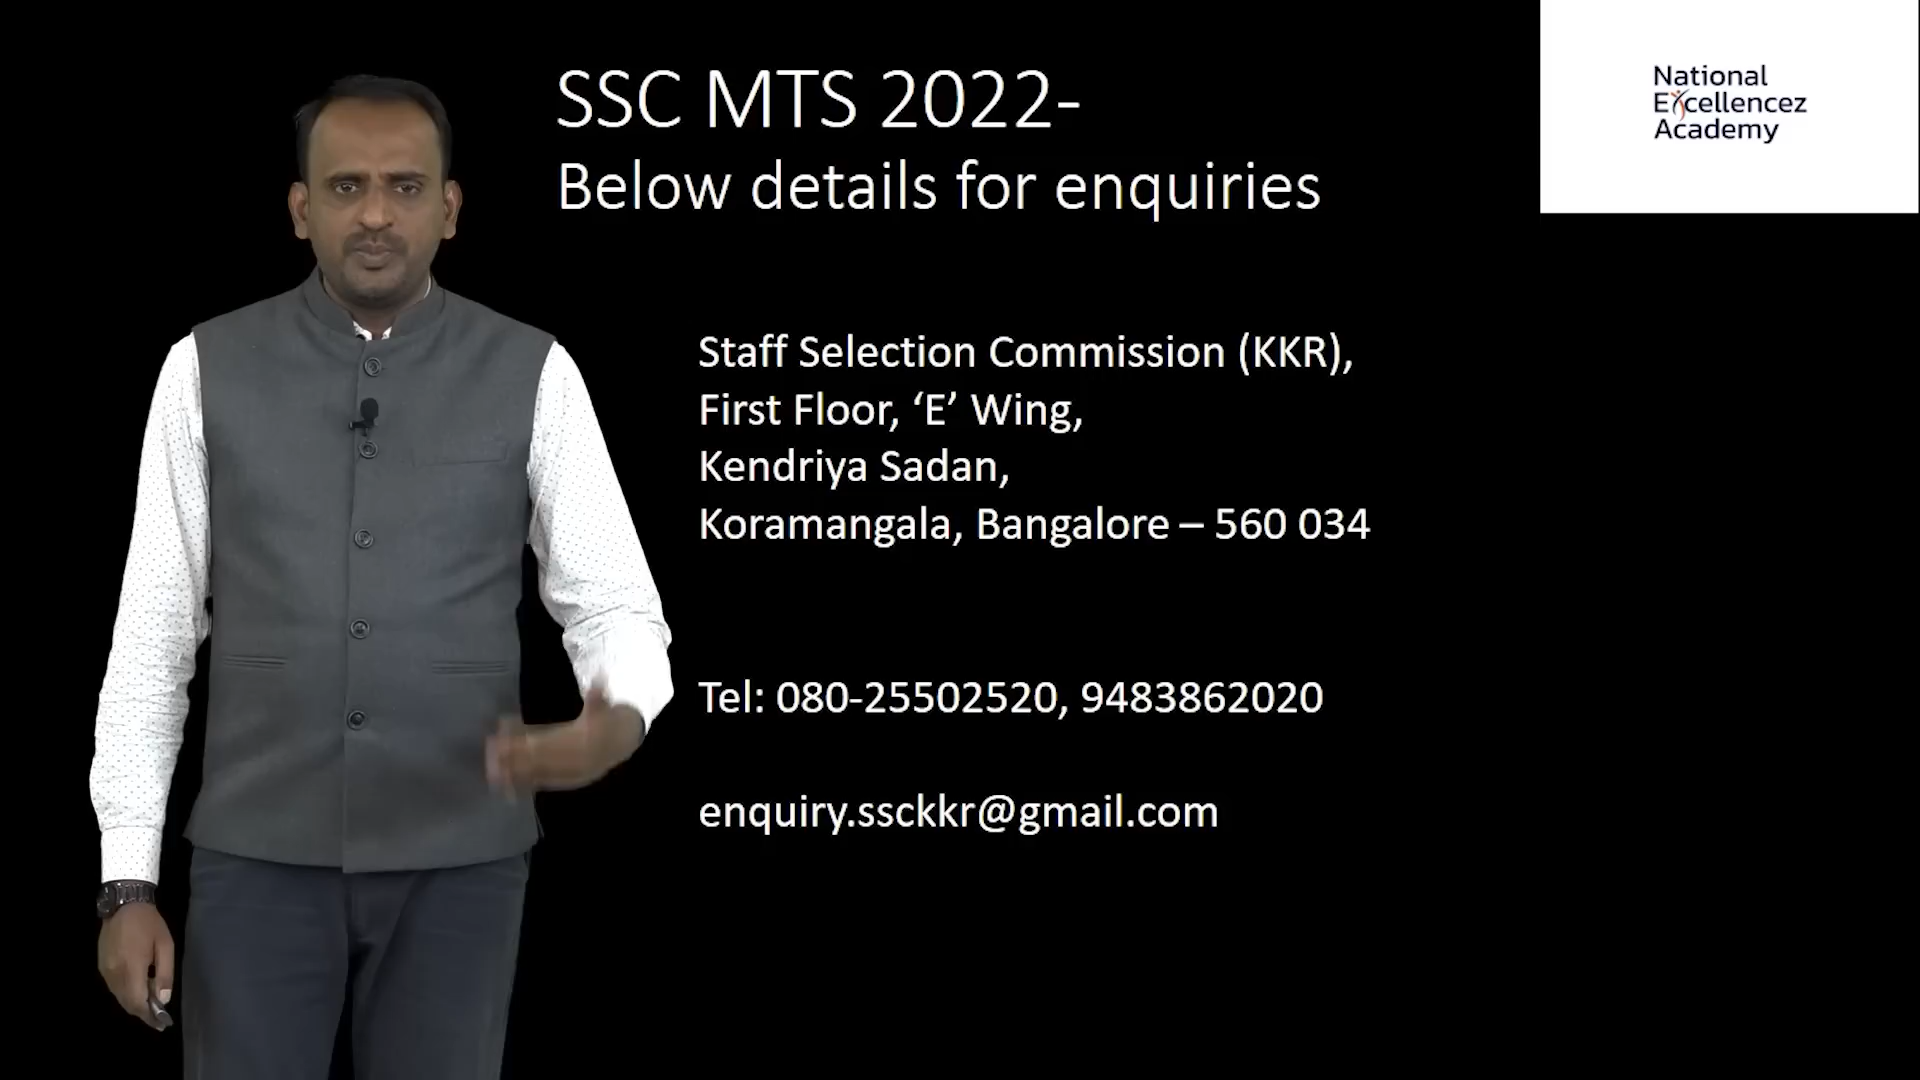 SSC MTS 2022-
Below details for enquiries
National
Excellencez
Academy
Staff Selection Commission (KKR),
First Floor, ‘E’ Wing,
Kendriya Sadan,
Koramangala, Bangalore – 560 034
Tel: 080-25502520, 9483862020
enquiry.ssckkr@gmail.com